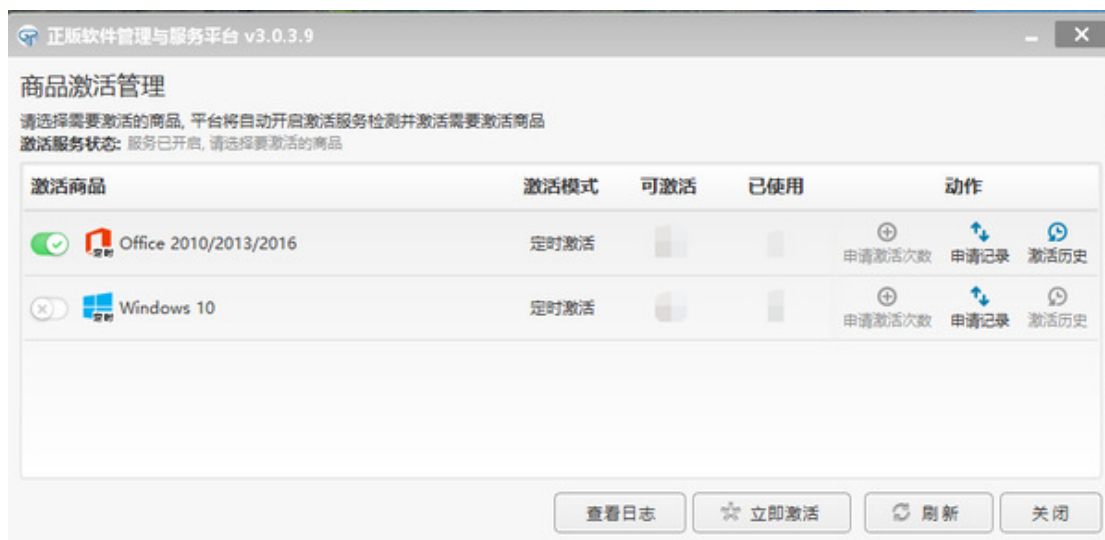 正版软件管理与服务平台 v3.0.3.9
商品激活管理
请选择需要激活的商品, 平台将自动开启激活服务检测并激活需要激活商品
激活服务状态: 服务已开启, 请选择要激活的商品
激活商品 激活模式 可激活 已使用 动作
定时 Office 2010/2013/2016 定时激活 申请激活次数 申请记录 激活历史
定时 Windows 10 定时激活 申请激活次数 申请记录 激活历史
查看日志 立即激活 刷新 关闭